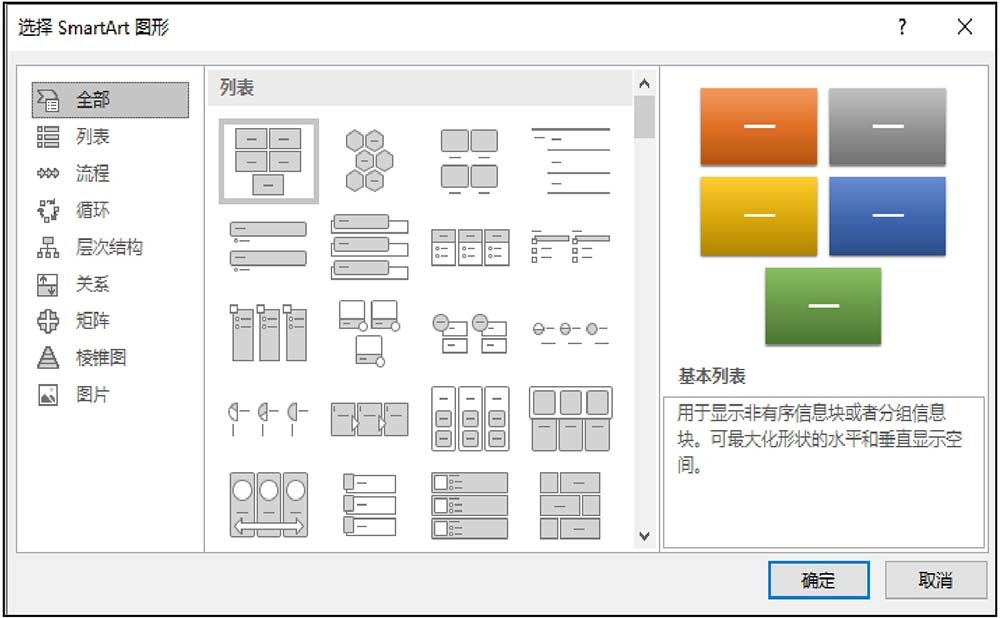 选择 SmartArt 图形
?
全部
列表
流程
循环
层次结构
关系
矩阵
棱锥图
图片
列表
基本列表
用于显示非有序信息块或者分组信息
块。可最大化形状的水平和垂直显示空
间。
确定
取消